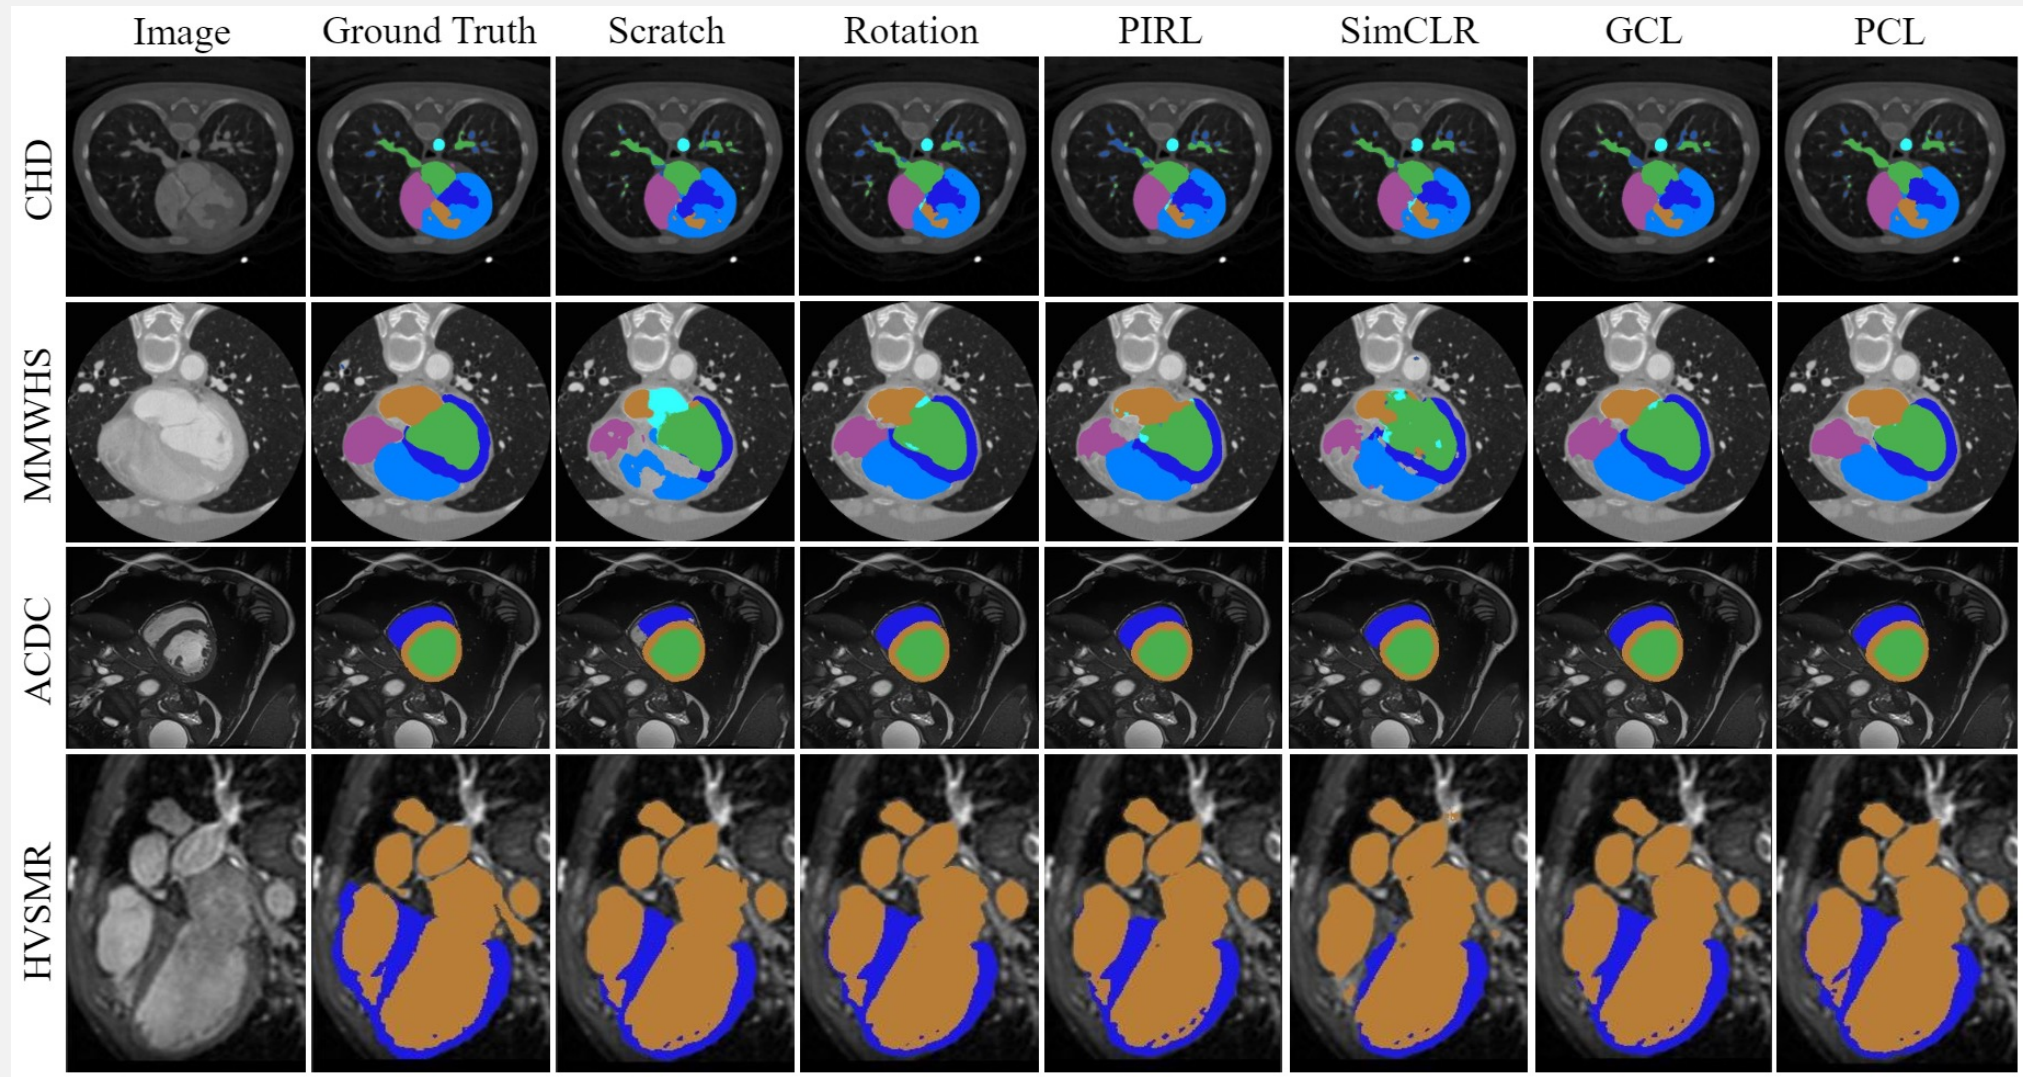 Image Ground Truth Scratch Rotation PIRL SimCLR GCL PCL
CHD
MMWHS
ACDC
HVSMR